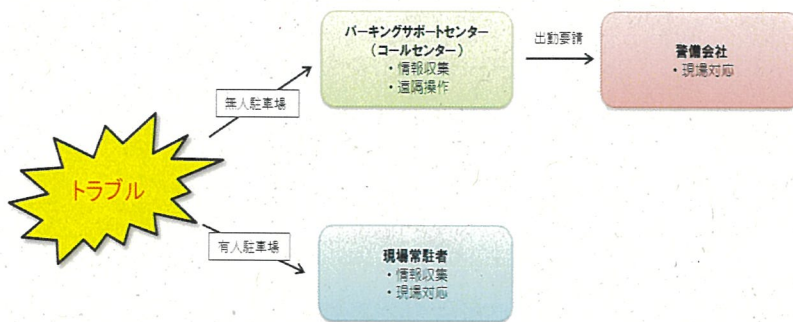 パーキングサポートセンター
（コールセンター）
・情報収集
・遠隔操作
出動要請
警備会社
・現場対応
無人駐車場
トラブル
有人駐車場
現場常駐者
・情報収集
・現場対応